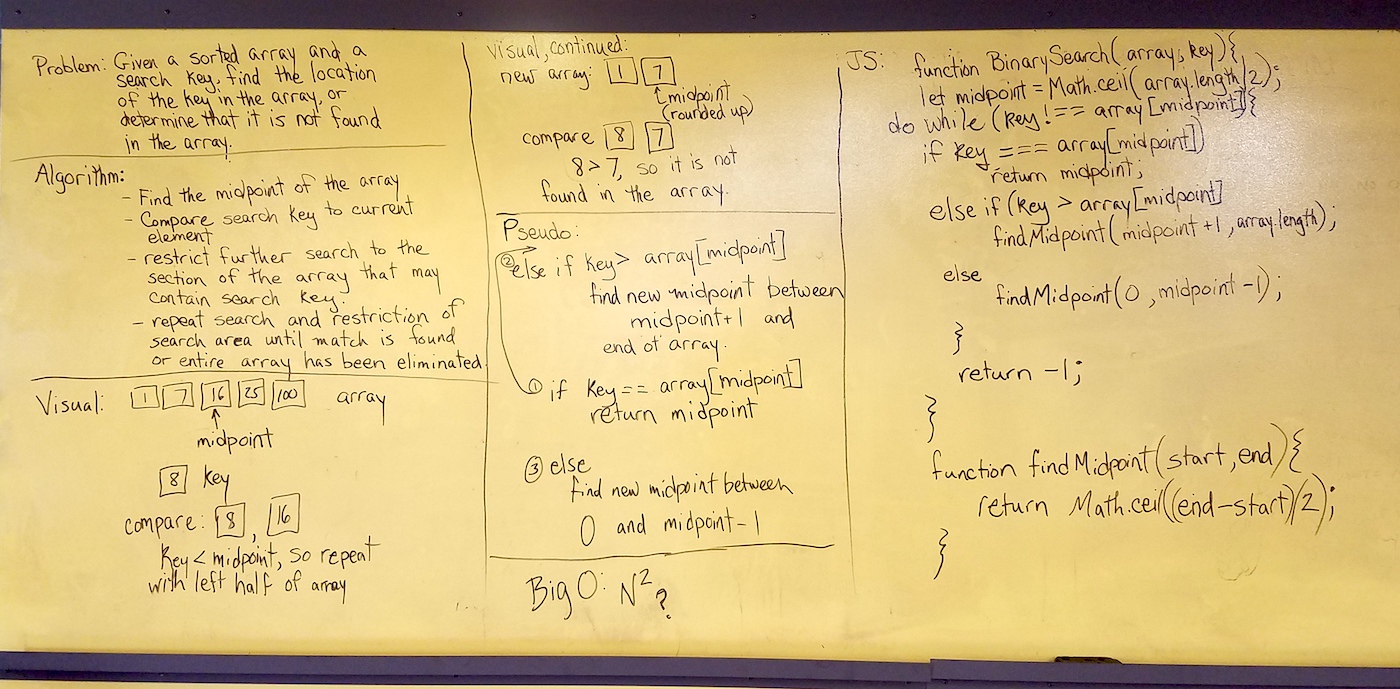 Problem: Given a sorted array and a
search key, find the location
of the key in the array, or
determine that it is not found
in the array.
Algorithm:
- Find the midpoint of the array
- Compare search key to current
element
- restrict further search to the
section of the array that may
contain search key.
- repeat search and restriction of
search area until match is found
or entire array has been eliminated.
Visual: 1 7 16 25 100 array
↑
midpoint
8 key
compare: 8, 16
Key < midpoint, so repeat
with left half of array
Visual, continued:
new array: 1 7
↑ midpoint
(rounded up)
compare 8 7
8 > 7, so it is not
found in the array.
Pseudo:
② else if key > array[midpoint]
find new midpoint between
midpoint+1 and
end of array.
① if key == array[midpoint]
return midpoint
③ else
find new midpoint between
0 and midpoint-1
Big O: N²?
JS: function BinarySearch(array, key){
let midpoint = Math.ceil(array.length/2);
do while (key !== array[midpoint]){
if key === array[midpoint])
return midpoint;
else if (key > array[midpoint]
findMidpoint(midpoint +1, array.length);
else
findMidpoint(0, midpoint -1);
}
return -1;
}
function findMidpoint(start, end){
return Math.ceil((end-start)/2);
}